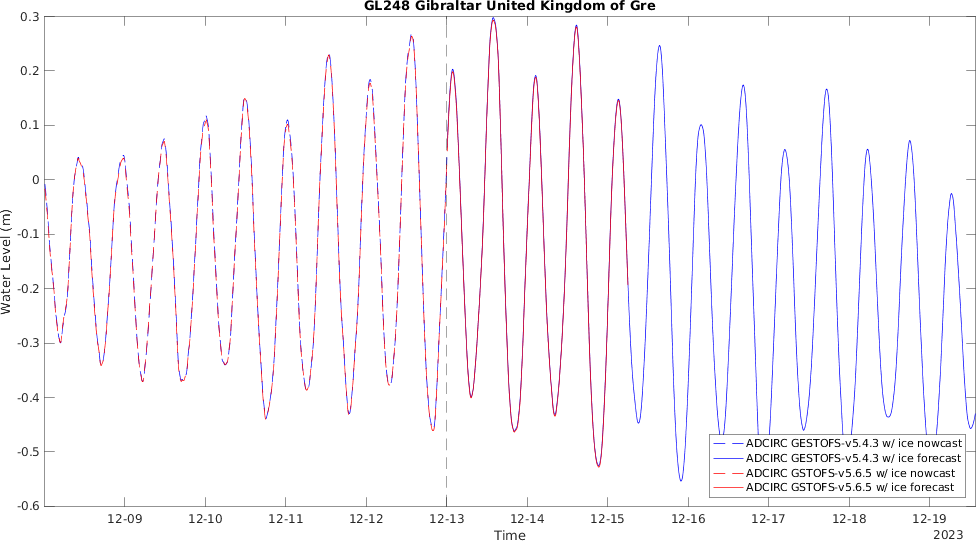 GL248 Gibraltar United Kingdom of Gre
0.3
0.2
0.1
0
-0.1
-0.2
-0.3
-0.4
-0.5
-0.6
Water Level (m)
12-09 12-10 12-11 12-12 12-13 12-14 12-15 12-16 12-17 12-18 12-19
2023
Time
ADCIRC GESTOFS-v5.4.3 w/ ice nowcast
ADCIRC GESTOFS-v5.4.3 w/ ice forecast
ADCIRC GSTOFS-v5.6.5 w/ ice nowcast
ADCIRC GSTOFS-v5.6.5 w/ ice forecast